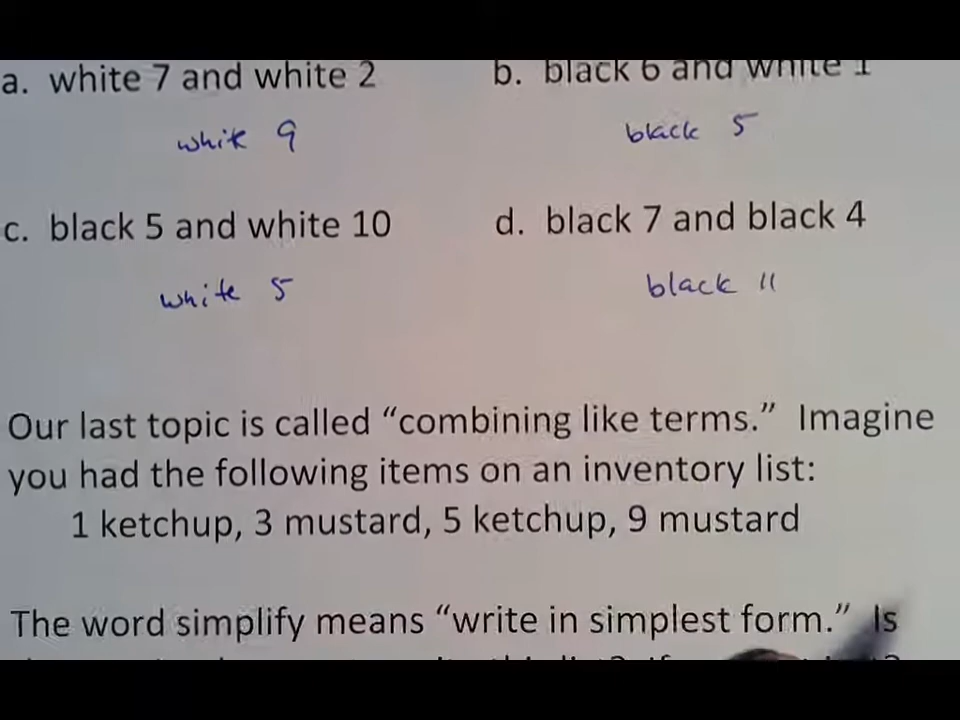 a. white 7 and white 2 b. black 6 and white 1
white 9 black 5
c. black 5 and white 10 d. black 7 and black 4
white 5 black 11
Our last topic is called “combining like terms.” Imagine
you had the following items on an inventory list:
1 ketchup, 3 mustard, 5 ketchup, 9 mustard
The word simplify means “write in simplest form.” Is